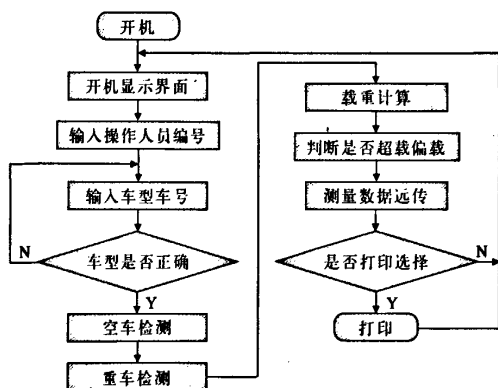 开机
开机显示界面
输入操作人员编号
输入车型车号
N
车型是否正确
Y
空车检测
重车检测
载重计算
判断是否超载偏载
测量数据远传
是否打印选择
N
Y
打印